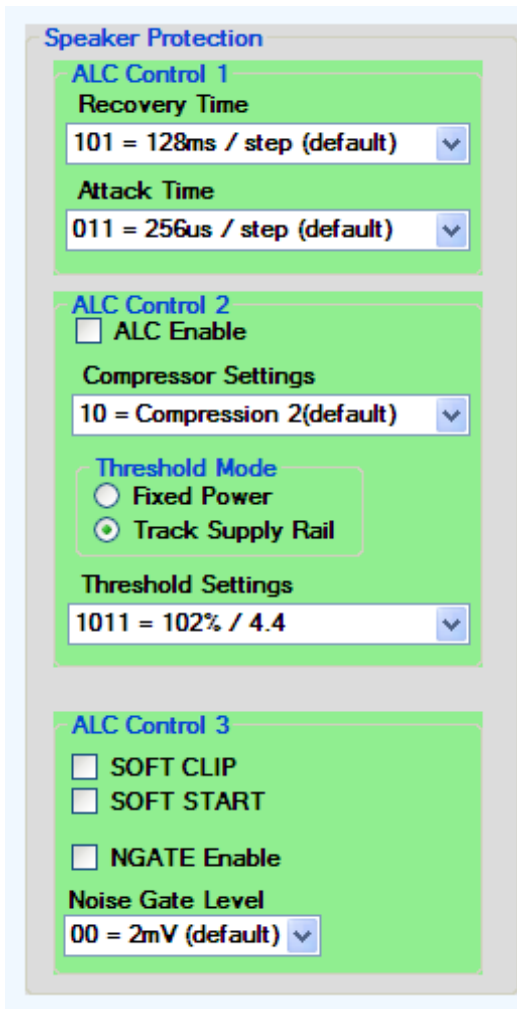 Speaker Protection
ALC Control 1
Recovery Time
101 = 128ms / step (default)
Attack Time
011 = 256us / step (default)
ALC Control 2
ALC Enable
Compressor Settings
10 = Compression 2(default)
Threshold Mode
Fixed Power
Track Supply Rail
Threshold Settings
1011 = 102% / 4.4
ALC Control 3
SOFT CLIP
SOFT START
NGATE Enable
Noise Gate Level
00 = 2mV (default)